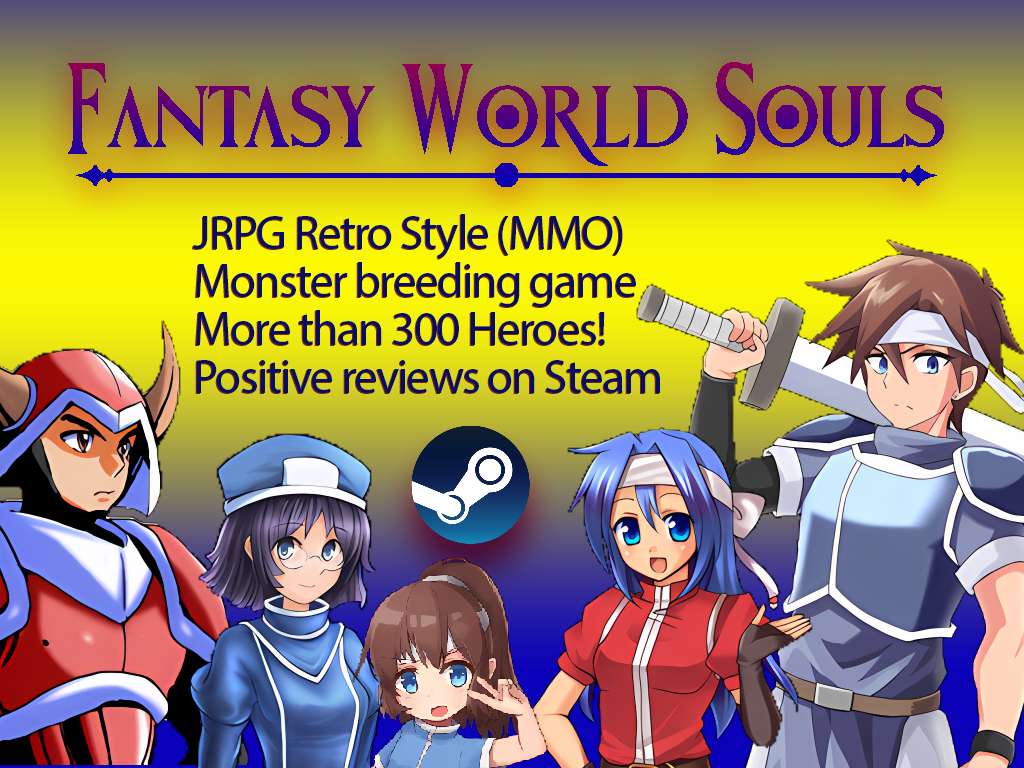 Fantasy World Souls
JRPG Retro Style (MMO)
Monster breeding game
More than 300 Heroes!
Positive reviews on Steam